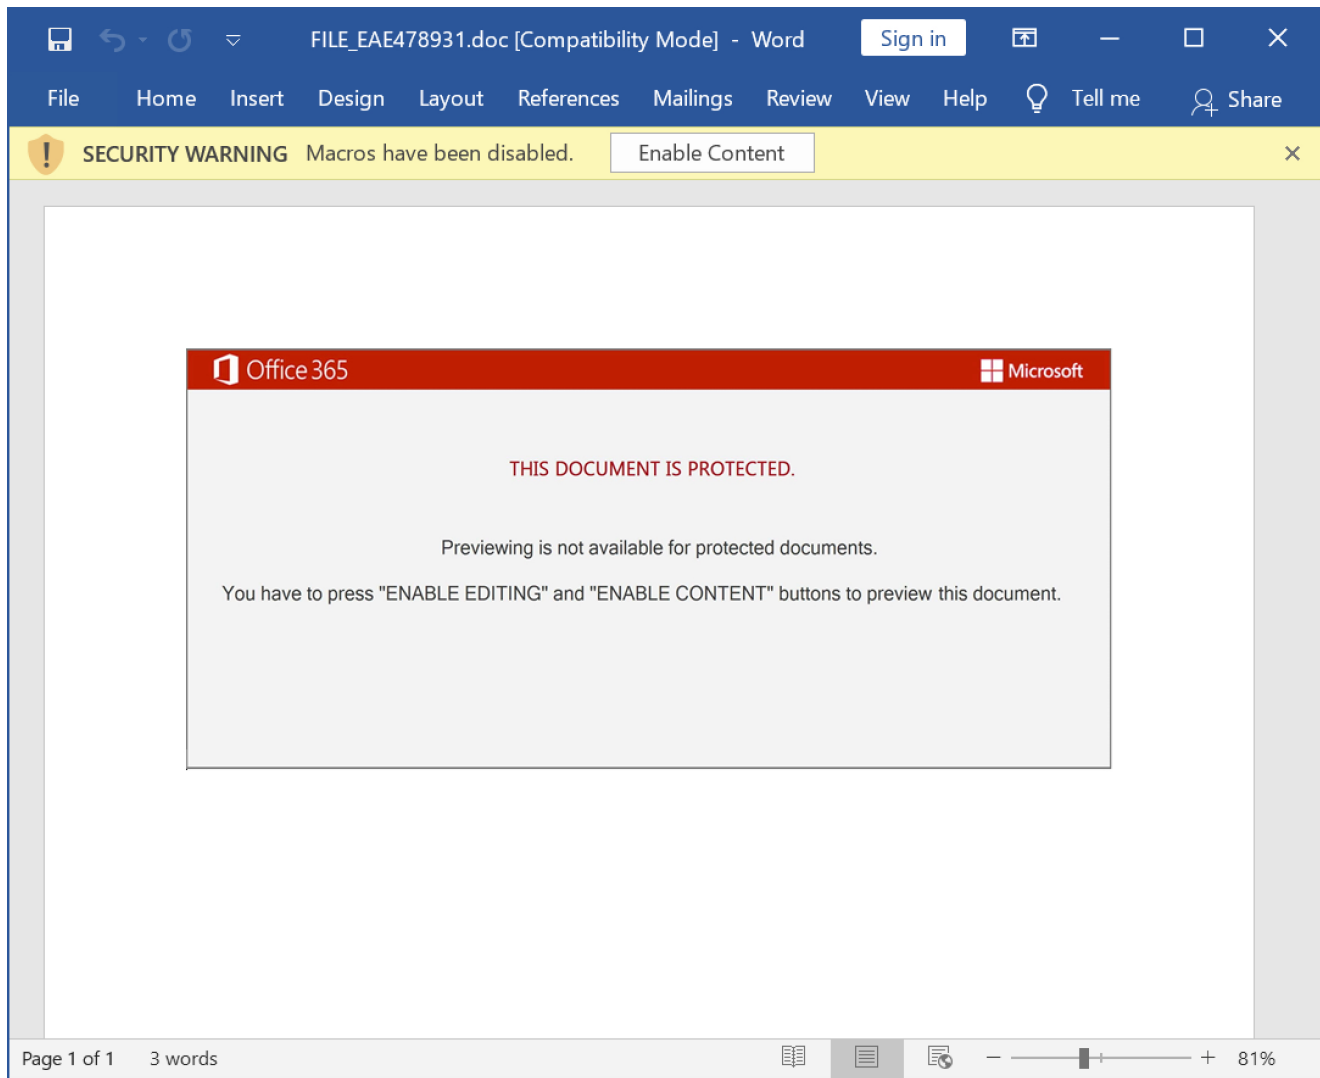 FILE_EAE478931.doc [Compatibility Mode] - Word Sign in
File Home Insert Design Layout References Mailings Review View Help Tell me Share
SECURITY WARNING Macros have been disabled. Enable Content
Office 365 Microsoft
THIS DOCUMENT IS PROTECTED.
Previewing is not available for protected documents.
You have to press "ENABLE EDITING" and "ENABLE CONTENT" buttons to preview this document.
Page 1 of 1 3 words 81%